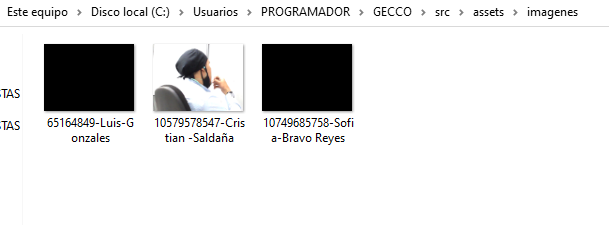 Este equipo > Disco local (C:) > Usuarios > PROGRAMADOR > GECCO > src > assets > imagenes
STAS
STAS
65164849-Luis-G
onzales
10579578547-Cris
tian -Saldaña
10749685758-Sofi
a-Bravo Reyes